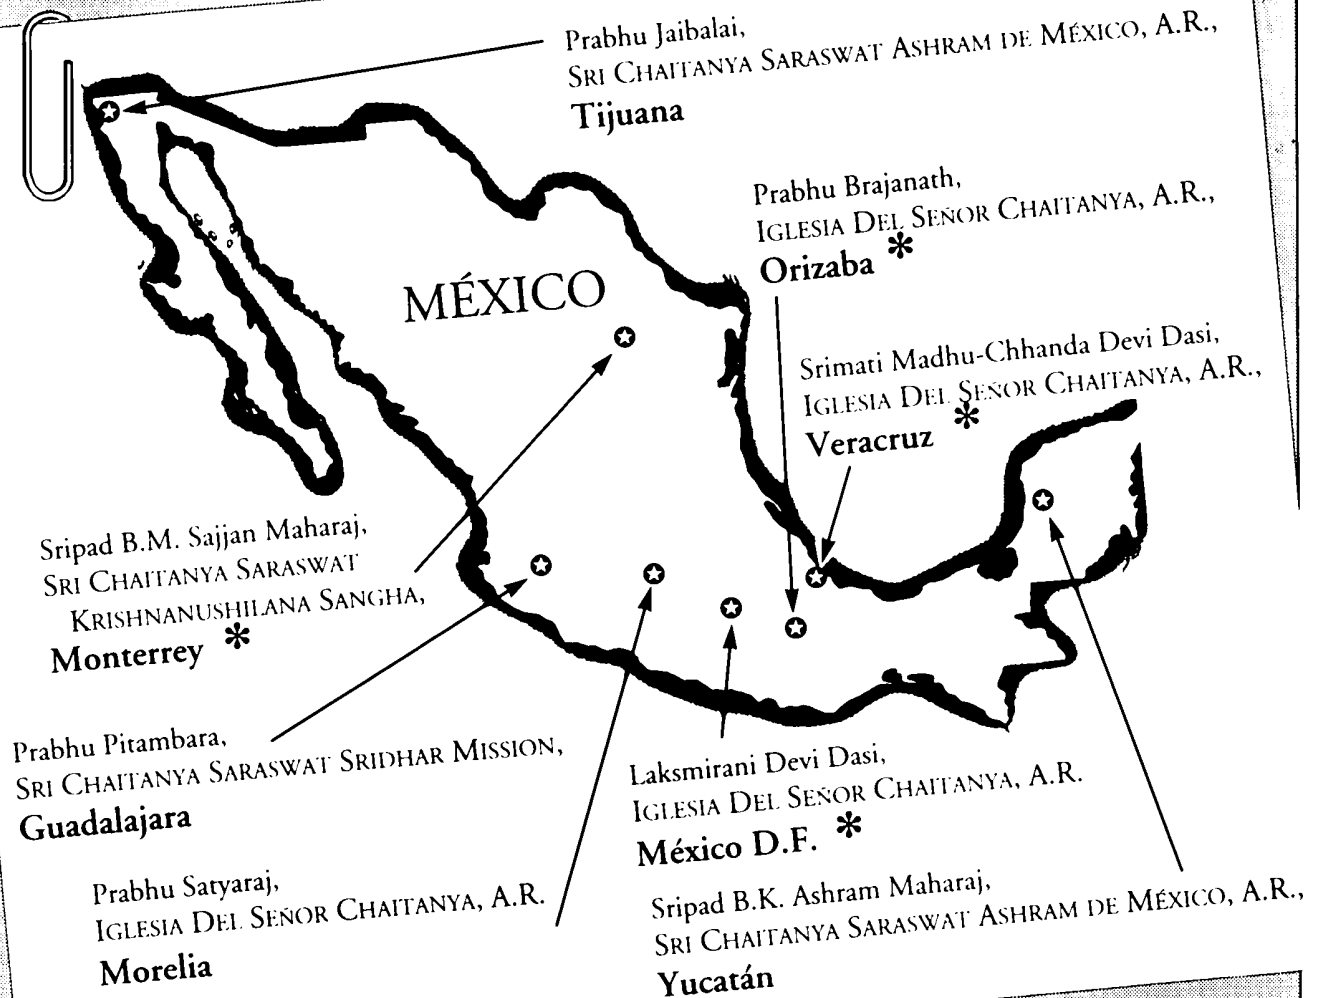 Prabhu Jaibalai,
SRI CHAITANYA SARASWAT ASHRAM DE MÉXICO, A.R.,
Tijuana
Prabhu Brajanath,
IGLESIA DEL SEÑOR CHAITANYA, A.R.,
Orizaba *
MÉXICO
Srimati Madhu-Chhanda Devi Dasi,
IGLESIA DEL SEÑOR CHAITANYA, A.R.,
Veracruz *
Sripad B.M. Sajjan Maharaj,
SRI CHAITANYA SARASWAT
KRISHNANUSHILANA SANGHA,
Monterrey *
Prabhu Pitambara,
SRI CHAITANYA SARASWAT SRIDHAR MISSION,
Guadalajara
Laksmirani Devi Dasi,
IGLESIA DEL SEÑOR CHAITANYA, A.R.
México D.F. *
Prabhu Satyaraj,
IGLESIA DEL SEÑOR CHAITANYA, A.R.
Morelia
Sripad B.K. Ashram Maharaj,
SRI CHAITANYA SARASWAT ASHRAM DE MÉXICO, A.R.,
Yucatán